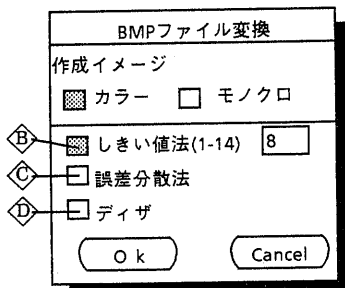 BMPファイル変換
作成イメージ
カラー モノクロ
B しきい値法(1-14) 8
C 誤差分散法
D ディザ
Ok Cancel